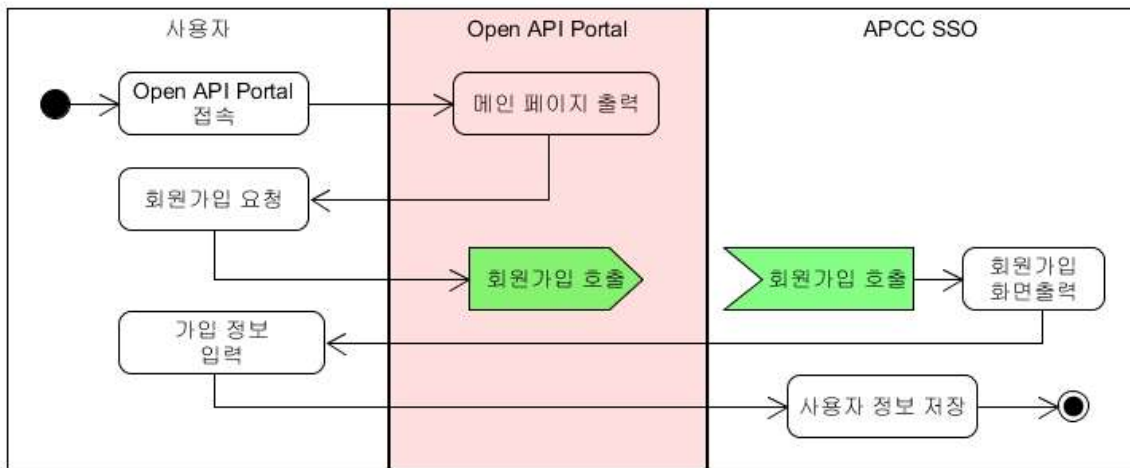 사용자
Open API Portal
APCC SSO
Open API Portal
접속
메인 페이지 출력
회원가입 요청
회원가입 호출
회원가입 호출
회원가입
화면출력
가입 정보
입력
사용자 정보 저장